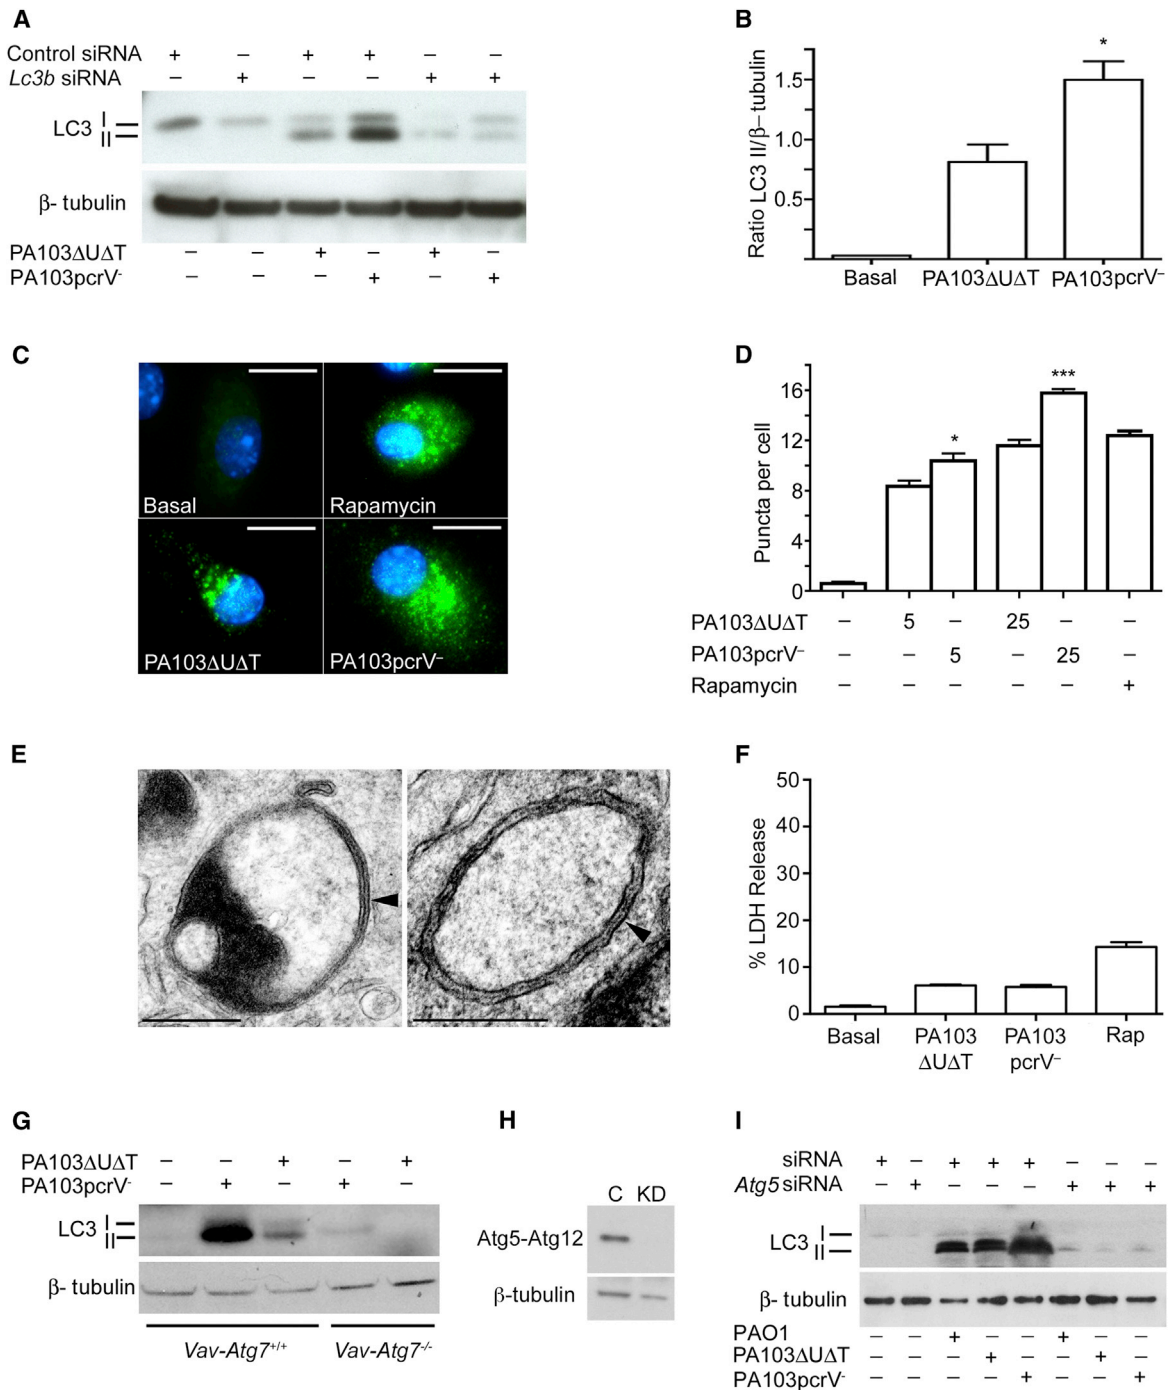 A
Control siRNA + – + + – –
Lc3b siRNA – + – – + +
LC3 I
II
β- tubulin
PA103ΔUΔT – – + – + –
PA103pcrV- – – – + – +
B
Ratio LC3 II/β– tubulin
1.5
1.0
0.5
Basal PA103ΔUΔT PA103pcrV–
*
C
Basal
Rapamycin
PA103ΔUΔT
PA103pcrV–
D
Puncta per cell
16
12
8
4
0
* ***
PA103ΔUΔT – 5 – 25 – –
PA103pcrV– – – 5 – 25 –
Rapamycin – – – – – +
E
F
% LDH Release
50
40
30
20
10
0
Basal PA103 ΔUΔT PA103 pcrV– Rap
G
PA103ΔUΔT – – + – +
PA103pcrV- – + – + –
LC3 I
II
β- tubulin
Vav-Atg7+/+ Vav-Atg7-/-
H
C KD
Atg5-Atg12
β-tubulin
I
siRNA + – + + + – – –
Atg5 siRNA – + – – – + + +
LC3 I
II
β- tubulin
PAO1 – – + – – + – –
PA103ΔUΔT – – – + – – + –
PA103pcrV- – – – – + – – +